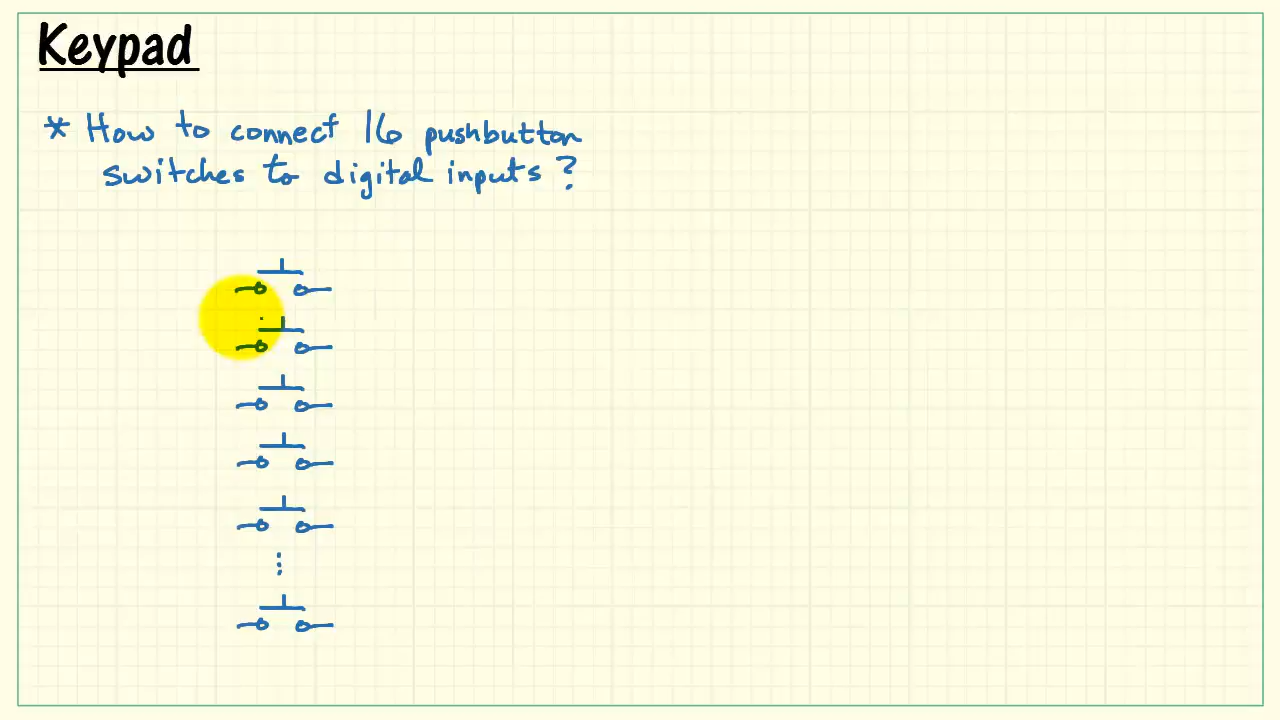 Keypad
* How to connect 16 pushbutton
switches to digital inputs?